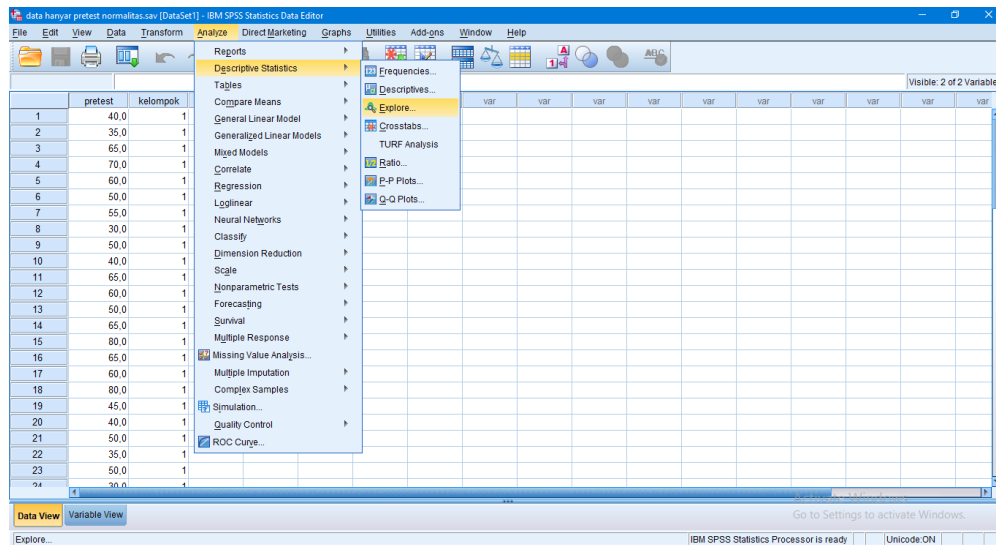 data hanyar pretest normalitas.sav [DataSet1] - IBM SPSS Statistics Data Editor
File Edit View Data Transform Analyze Direct Marketing Graphs Utilities Add-ons Window Help
Visible: 2 of 2 Variable
pretest kelompok var var var var var var var var
1 40,0 1
2 35,0 1
3 65,0 1
4 70,0 1
5 60,0 1
6 50,0 1
7 55,0 1
8 30,0 1
9 50,0 1
10 40,0 1
11 65,0 1
12 60,0 1
13 50,0 1
14 65,0 1
15 80,0 1
16 65,0 1
17 60,0 1
18 80,0 1
19 45,0 1
20 40,0 1
21 50,0 1
22 35,0 1
23 50,0 1
24 30,0 1
Reports
Descriptive Statistics
Tables
Compare Means
General Linear Model
Generalized Linear Models
Mixed Models
Correlate
Regression
Loglinear
Neural Networks
Classify
Dimension Reduction
Scale
Nonparametric Tests
Forecasting
Survival
Multiple Response
Missing Value Analysis...
Multiple Imputation
Complex Samples
Simulation...
Quality Control
ROC Curve...
Frequencies...
Descriptives...
Explore...
Crosstabs...
TURF Analysis
Ratio...
P-P Plots...
Q-Q Plots...
Activate Windows
Go to Settings to activate Windows.
Data View Variable View
Explore... IBM SPSS Statistics Processor is ready Unicode:ON